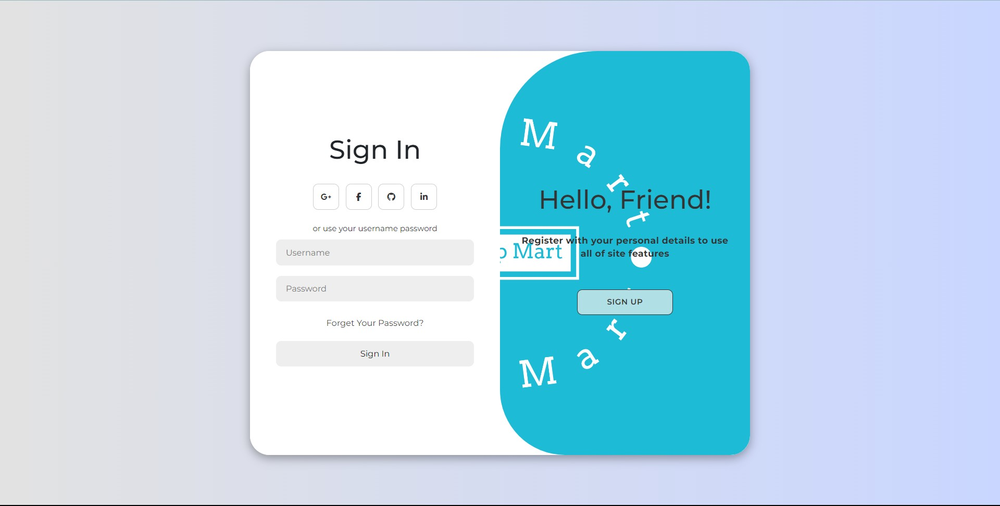 Sign In
G+
f
in
or use your username password
Username
Password
Forget Your Password?
Sign In
M a r t
Hello, Friend!
p Mart
Register with your personal details to use
all of site features
SIGN UP
M a r